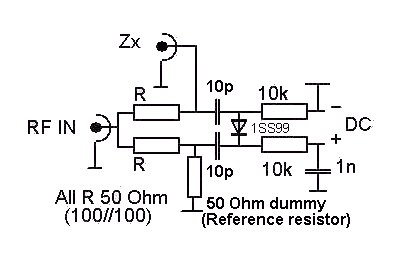 Zx
R
10p
10k
−
RF IN
1SS99
DC
+
R
10p
10k
1n
All R 50 Ohm
(100//100)
50 Ohm dummy
(Reference resistor)